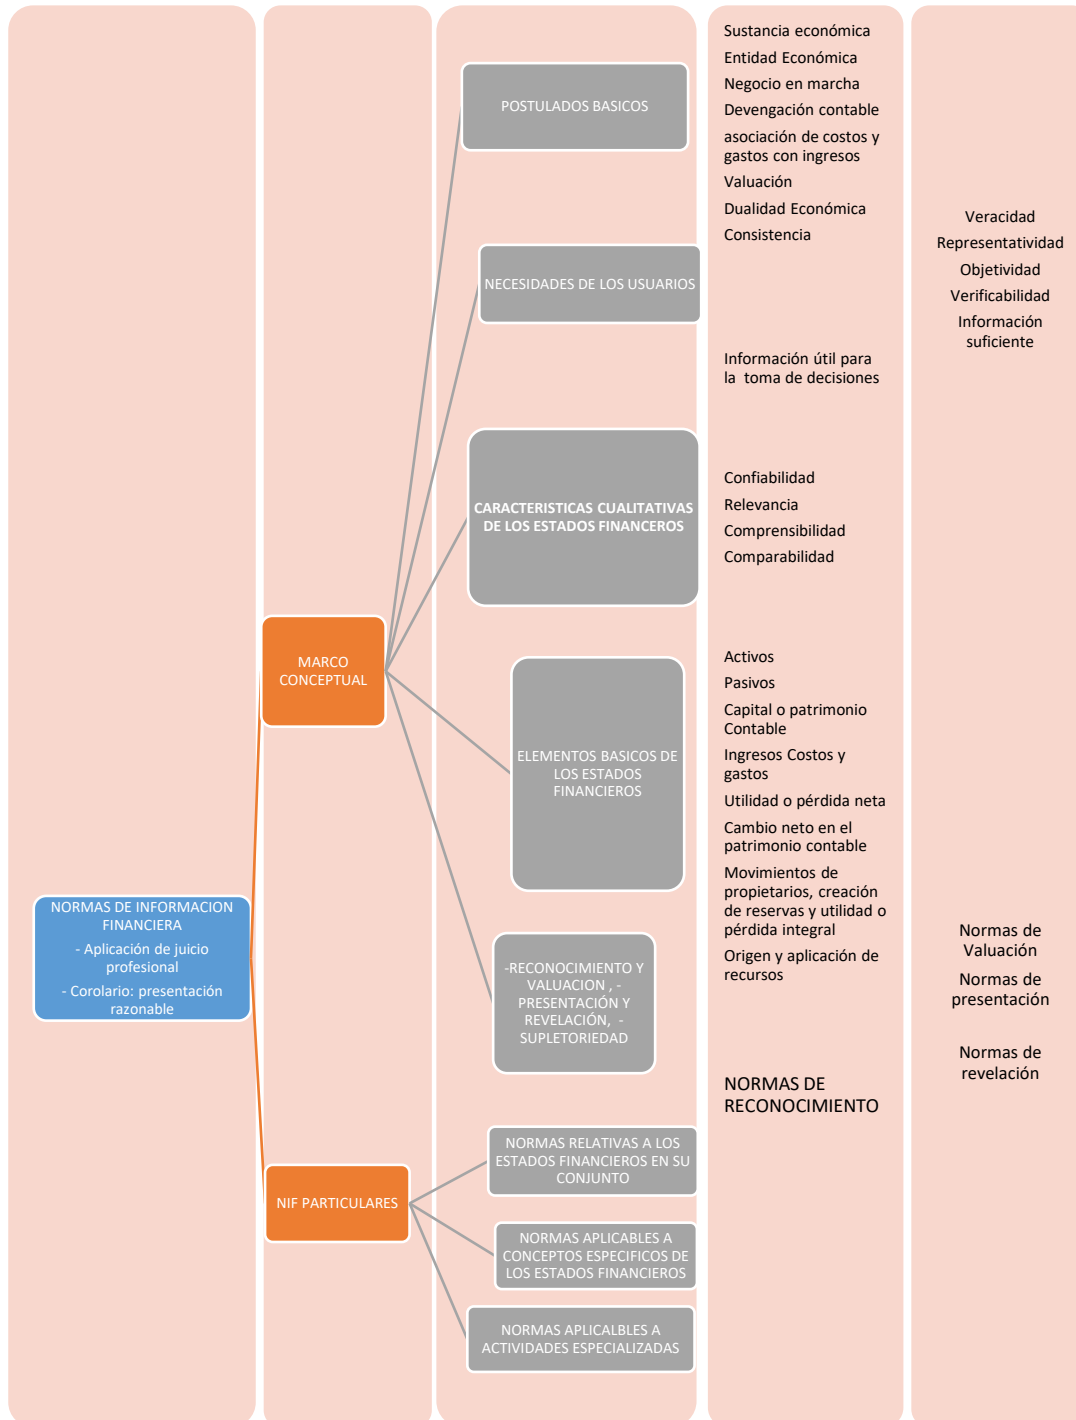 NORMAS DE INFORMACION
FINANCIERA
- Aplicación de juicio
profesional
- Corolario: presentación
razonable
MARCO
CONCEPTUAL
NIF PARTICULARES
POSTULADOS BASICOS
NECESIDADES DE LOS USUARIOS
CARACTERISTICAS CUALITATIVAS
DE LOS ESTADOS FINANCEROS
ELEMENTOS BASICOS DE
LOS ESTADOS
FINANCIEROS
-RECONOCIMIENTO Y
VALUACION , -
PRESENTACIÓN Y
REVELACIÓN, -
SUPLETORIEDAD
NORMAS RELATIVAS A LOS
ESTADOS FINANCIEROS EN SU
CONJUNTO
NORMAS APLICABLES A
CONCEPTOS ESPECIFICOS DE
LOS ESTADOS FINANCIEROS
NORMAS APLICALBLES A
ACTIVIDADES ESPECIALIZADAS
Sustancia económica
Entidad Económica
Negocio en marcha
Devengación contable
asociación de costos y
gastos con ingresos
Valuación
Dualidad Económica
Consistencia
Información útil para
la toma de decisiones
Confiabilidad
Relevancia
Comprensibilidad
Comparabilidad
Activos
Pasivos
Capital o patrimonio
Contable
Ingresos Costos y
gastos
Utilidad o pérdida neta
Cambio neto en el
patrimonio contable
Movimientos de
propietarios, creación
de reservas y utilidad o
pérdida integral
Origen y aplicación de
recursos
NORMAS DE
RECONOCIMIENTO
Veracidad
Representatividad
Objetividad
Verificabilidad
Información
suficiente
Normas de
Valuación
Normas de
presentación
Normas de
revelación